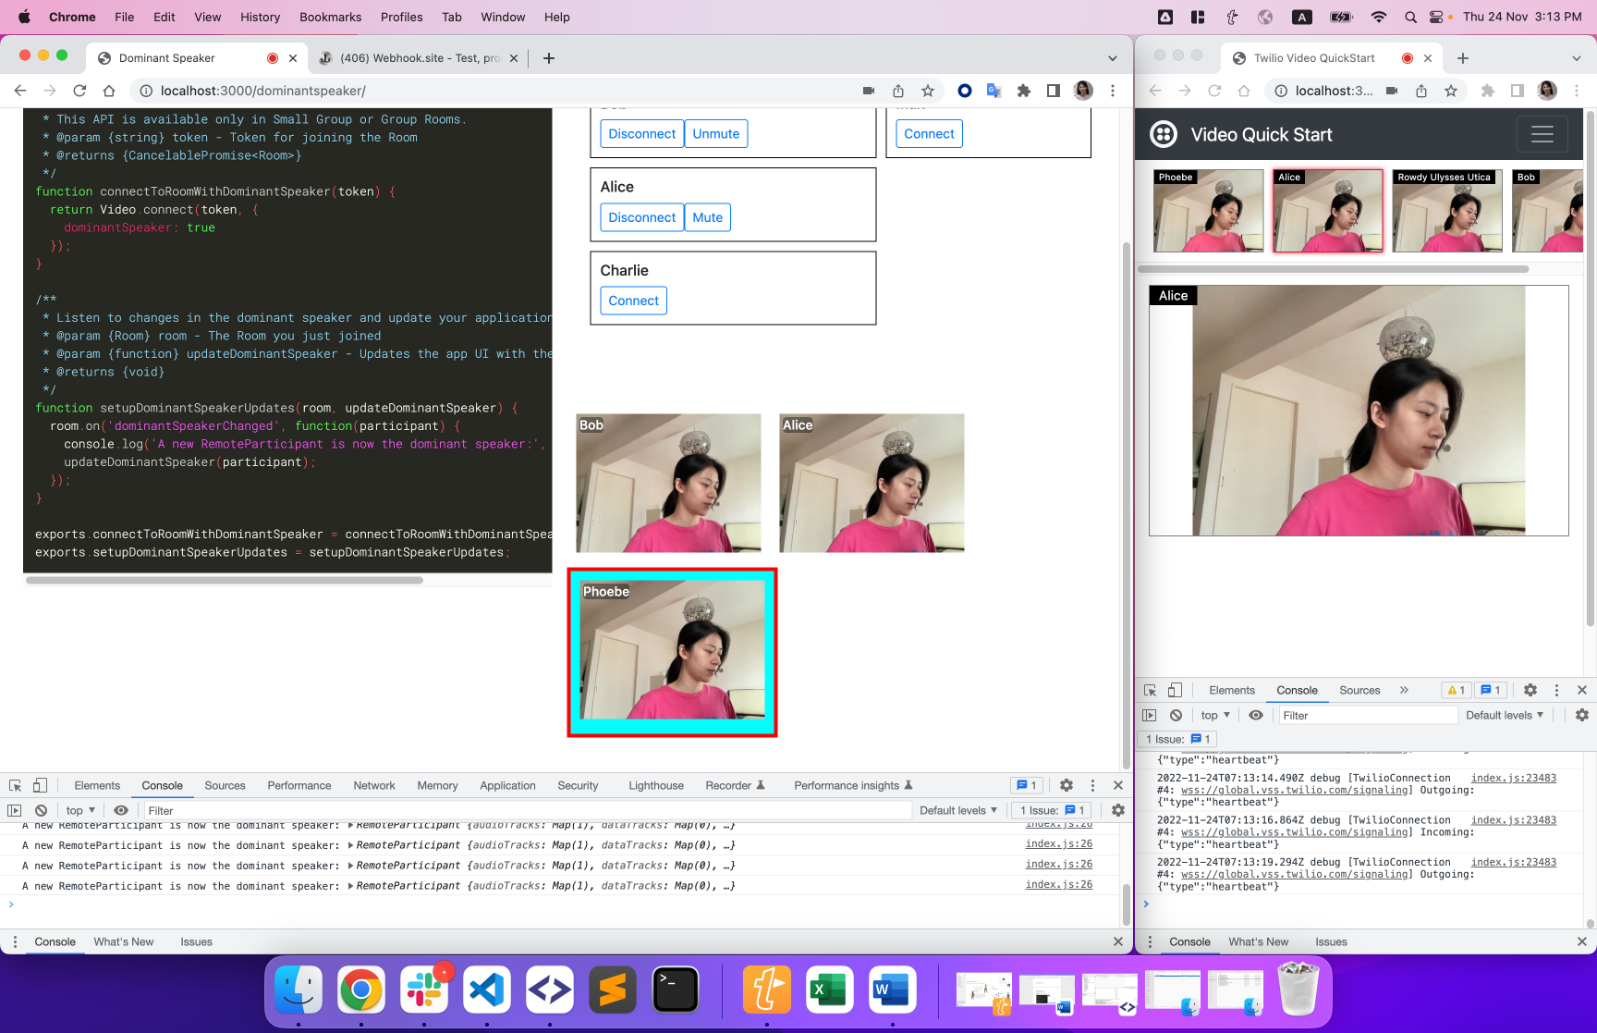 Chrome File Edit View History Bookmarks Profiles Tab Window Help
A
Thu 24 Nov 3:13 PM
Dominant Speaker
(406) Webhook.site - Test, pro
localhost:3000/dominantspeaker/
* This API is available only in Small Group or Group Rooms.
* @param {string} token - Token for joining the Room
* @returns {CancelablePromise<Room>}
*/
function connectToRoomWithDominantSpeaker(token) {
return Video.connect(token, {
dominantSpeaker: true
});
}
/**
* Listen to changes in the dominant speaker and update your application
* @param {Room} room - The Room you just joined
* @param {function} updateDominantSpeaker - Updates the app UI with the
* @returns {void}
*/
function setupDominantSpeakerUpdates(room, updateDominantSpeaker) {
room.on('dominantSpeakerChanged', function(participant) {
console.log('A new RemoteParticipant is now the dominant speaker:',
updateDominantSpeaker(participant);
});
}
exports.connectToRoomWithDominantSpeaker = connectToRoomWithDominantSpea
exports.setupDominantSpeakerUpdates = setupDominantSpeakerUpdates;
Disconnect Unmute
Connect
Alice
Disconnect Mute
Charlie
Connect
Bob
Alice
Phoebe
Elements Console Sources Performance Network Memory Application Security Lighthouse Recorder Performance insights 1
top Filter Default levels 1 Issue: 1
A new RemoteParticipant is now the dominant speaker: RemoteParticipant {audioTracks: Map(1), dataTracks: Map(0), …} index.js:26
A new RemoteParticipant is now the dominant speaker: RemoteParticipant {audioTracks: Map(1), dataTracks: Map(0), …} index.js:26
A new RemoteParticipant is now the dominant speaker: RemoteParticipant {audioTracks: Map(1), dataTracks: Map(0), …} index.js:26
A new RemoteParticipant is now the dominant speaker: RemoteParticipant {audioTracks: Map(1), dataTracks: Map(0), …} index.js:26
Console What's New Issues
Twilio Video QuickStart
localhost:3...
Video Quick Start
Phoebe
Alice
Rowdy Ulysses Utica
Bob
Alice
Elements Console Sources 1 1
top Filter Default levels
1 Issue: 1
{"type":"heartbeat"}
2022-11-24T07:13:14.490Z debug [TwilioConnection index.js:23483
#4: wss://global.vss.twilio.com/signaling] Outgoing:
{"type":"heartbeat"}
2022-11-24T07:13:16.864Z debug [TwilioConnection index.js:23483
#4: wss://global.vss.twilio.com/signaling] Incoming:
{"type":"heartbeat"}
2022-11-24T07:13:19.294Z debug [TwilioConnection index.js:23483
#4: wss://global.vss.twilio.com/signaling] Outgoing:
{"type":"heartbeat"}
Console What's New Issues